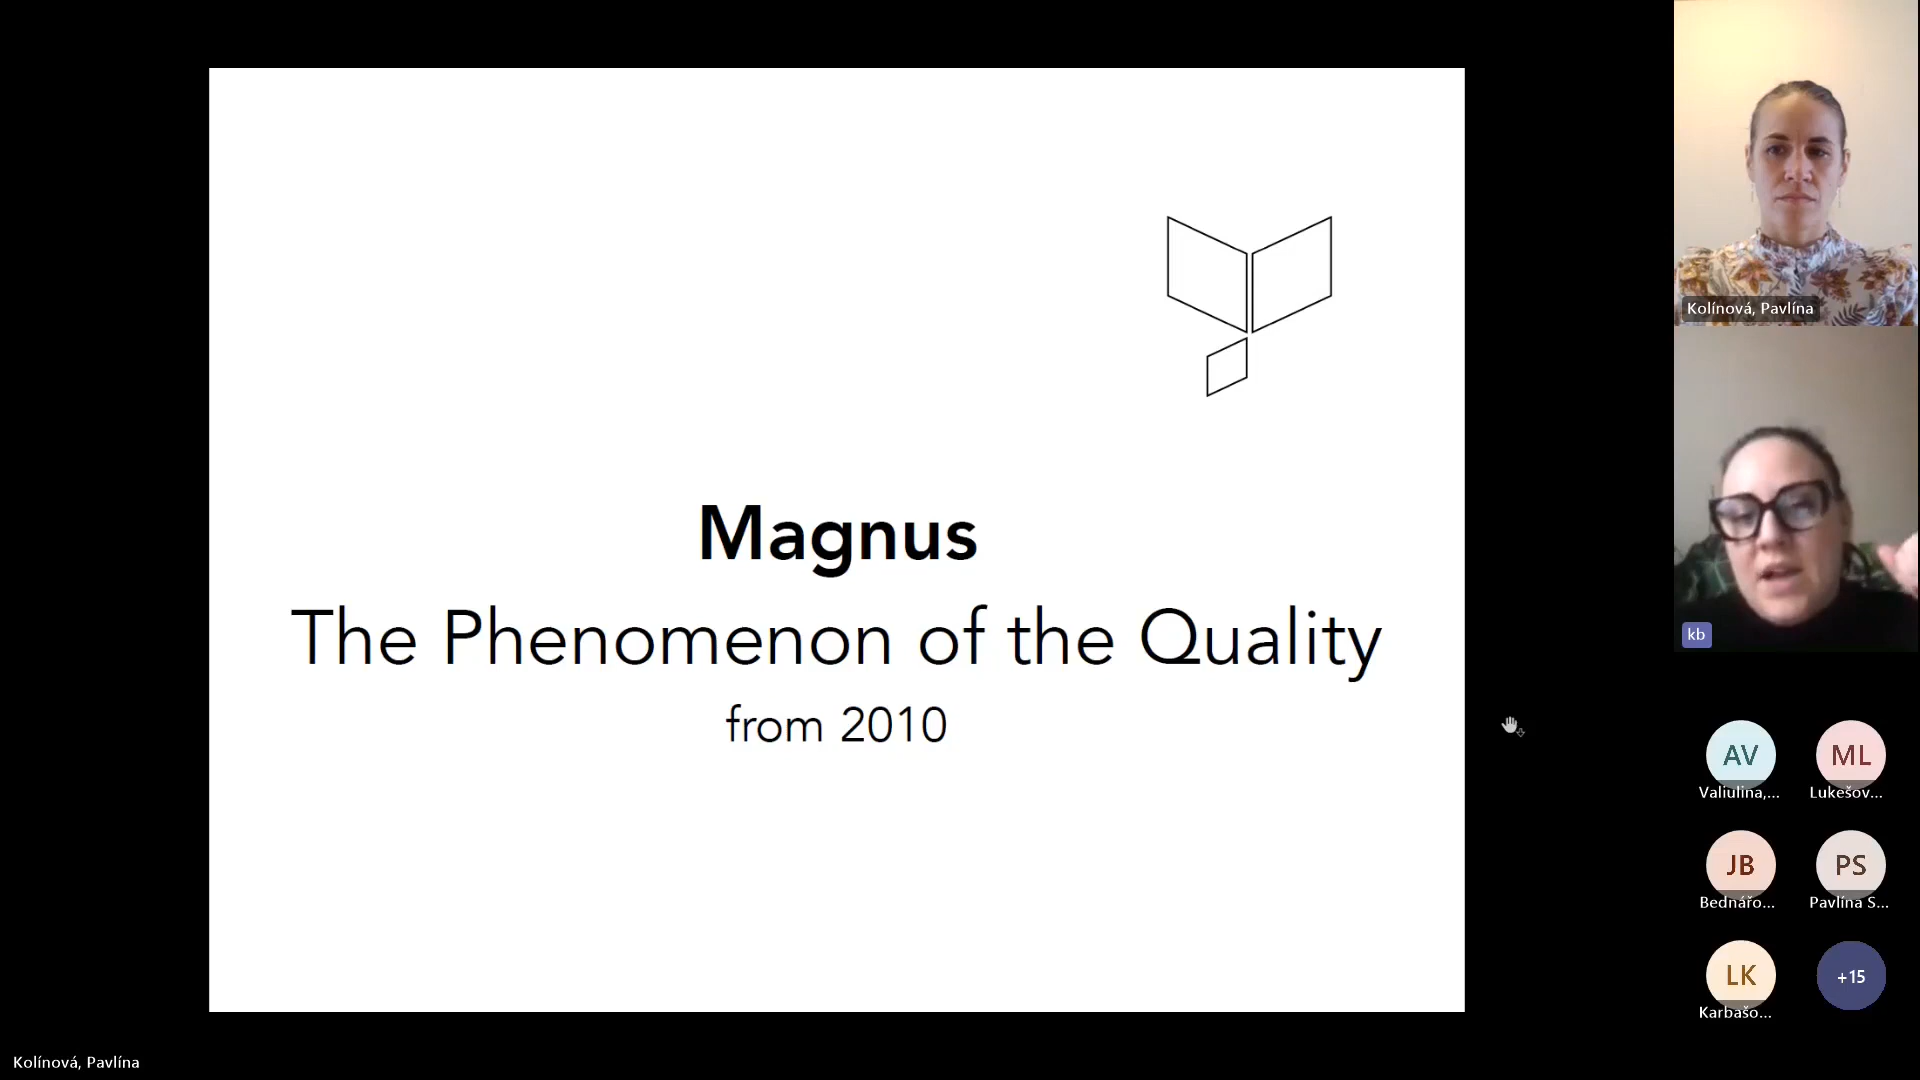 Magnus
The Phenomenon of the Quality
from 2010
Kolínová, Pavlína
kb
AV
Valiulina,...
ML
Lukešov...
JB
Bednářo...
PS
Pavlína S...
LK
Karbašo...
+15
Kolínová, Pavlína